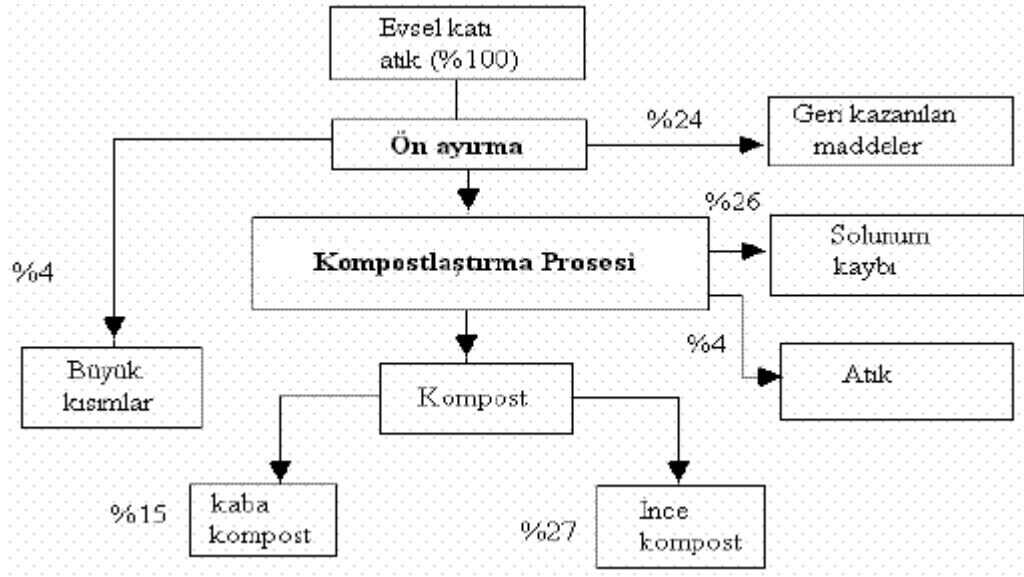 Evsel katı
atık (%100)
%24
Geri kazanılan
maddeler
Ön ayırma
%26
Solunum
kaybı
Kompostlaştırma Prosesi
%4
%4
Büyük
kısımlar
Kompost
Atık
%15
kaba
kompost
%27
İnce
kompost